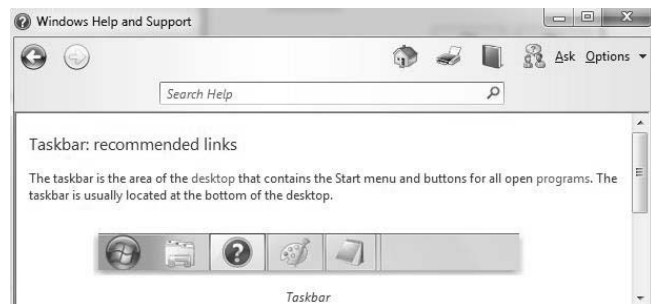 Windows Help and Support
Ask Options
Search Help
Taskbar: recommended links
The taskbar is the area of the desktop that contains the Start menu and buttons for all open programs. The
taskbar is usually located at the bottom of the desktop.
Taskbar